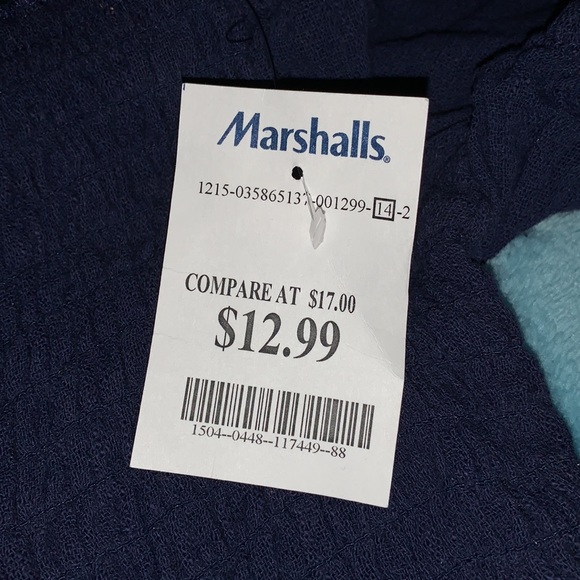 Marshalls®
1215-035865137-001299-14-2
COMPARE AT $17.00
$12.99
1504--0448--117449--88